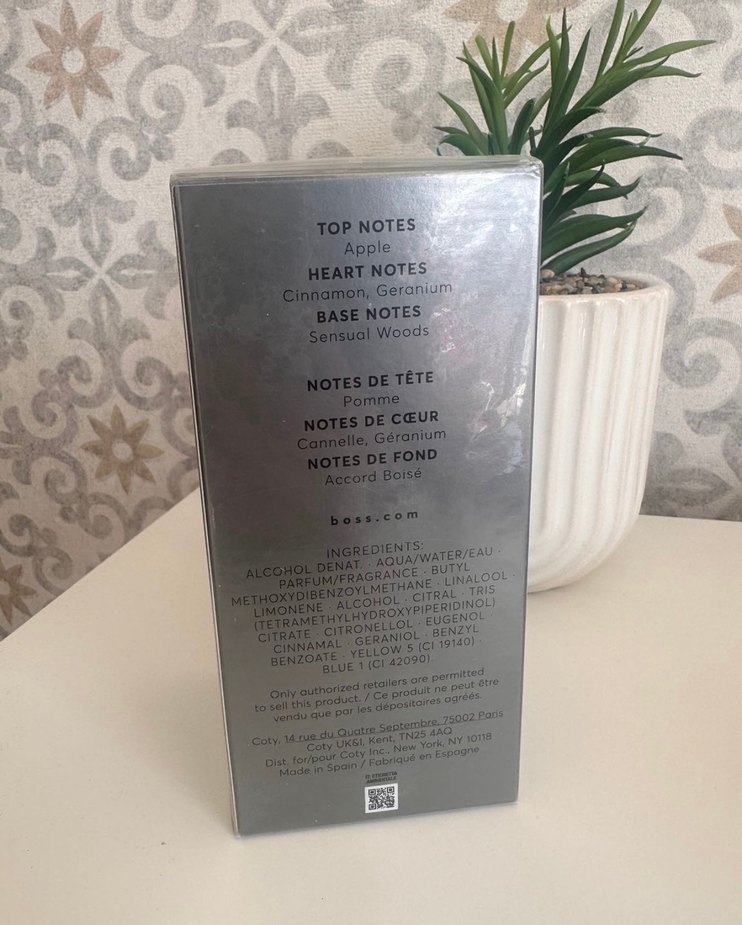 TOP NOTES
Apple
HEART NOTES
Cinnamon, Geranium
BASE NOTES
Sensual Woods
NOTES DE TÊTE
Pomme
NOTES DE CŒUR
Cannelle, Géranium
NOTES DE FOND
Accord Boisé
boss.com
INGREDIENTS:
ALCOHOL DENAT. · AQUA/WATER/EAU ·
PARFUM/FRAGRANCE · BUTYL
METHOXYDIBENZOYLMETHANE · LINALOOL ·
LIMONENE · ALCOHOL · CITRAL · TRIS
(TETRAMETHYLHYDROXYPIPERIDINOL)
CITRATE · CITRONELLOL · EUGENOL ·
CINNAMAL · GERANIOL · BENZYL
BENZOATE · YELLOW 5 (CI 19140) ·
BLUE 1 (CI 42090)
Only authorized retailers are permitted
to sell this product. / Ce produit ne peut être
vendu que par les dépositaires agréés.
Coty, 14 rue du Quatre Septembre, 75002 Paris
Coty UK&I, Kent, TN25 4AQ
Dist. for/pour Coty Inc., New York, NY 10118
Made in Spain / Fabriqué en Espagne
IT: ETICHETTA
AMBIENTALE